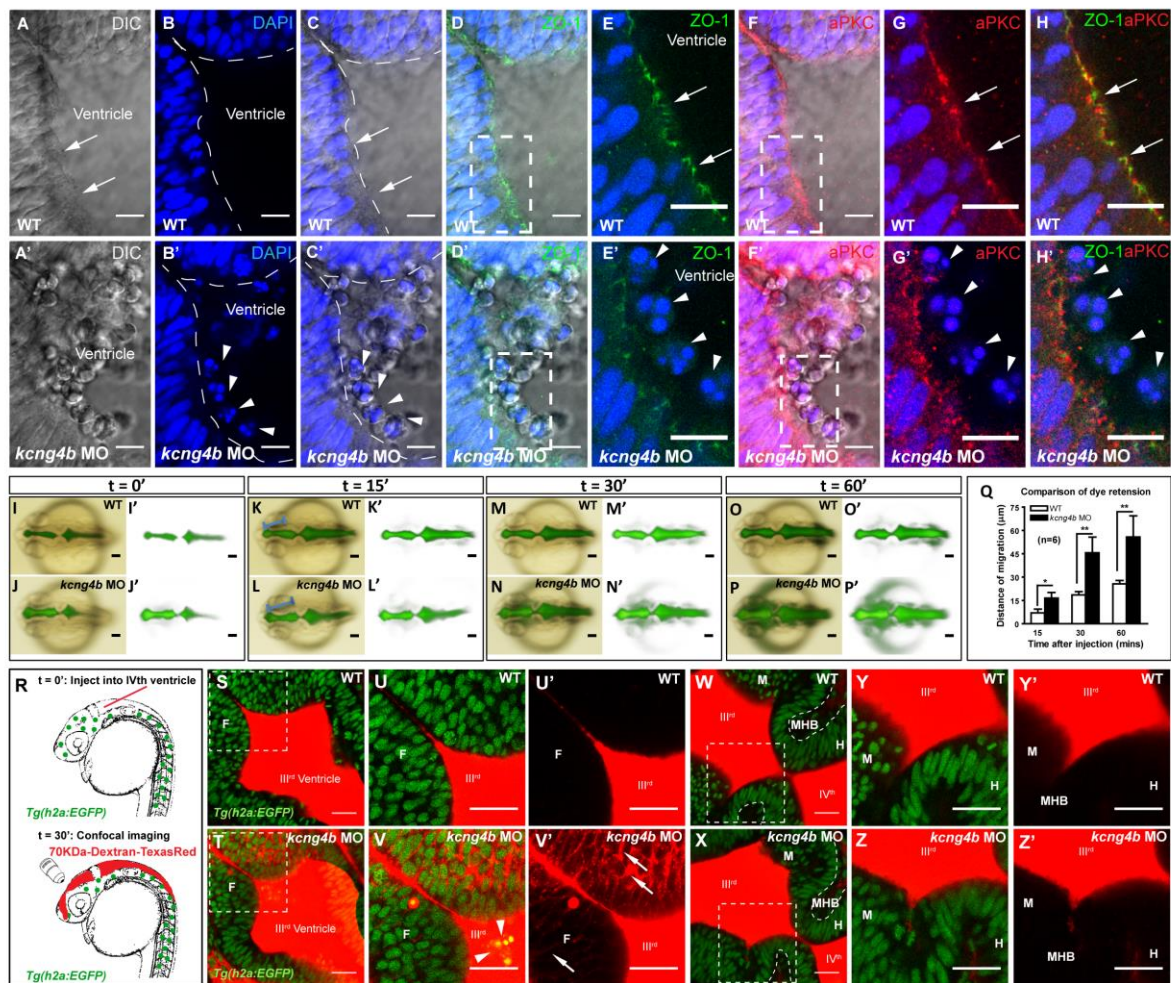 A DIC
Ventricle
WT
B DAPI
Ventricle
WT
C
WT
D ZO-1
WT
E ZO-1
Ventricle
WT
F aPKC
WT
G aPKC
WT
H ZO-1aPKC
WT
A' DIC
Ventricle
kcng4b MO
B' DAPI
Ventricle
kcng4b MO
C'
kcng4b MO
D' ZO-1
kcng4b MO
E' ZO-1
Ventricle
kcng4b MO
F' aPKC
kcng4b MO
G' aPKC
kcng4b MO
H' ZO-1aPKC
kcng4b MO
t = 0' t = 15' t = 30' t = 60'
I WT I' K WT K' M WT M' O WT O'
J kcng4b MO J' L kcng4b MO L' N kcng4b MO N' P kcng4b MO P'
Q
Comparison of dye retension
WT
kcng4b MO
(n=6)
Distance of migration (µm)
75
60
45
30
15
0
* ** **
15 30 60
Time after injection (mins)
R
t = 0': Inject into IVth ventricle
Tg(h2a:EGFP)
t = 30': Confocal imaging
70KDa-Dextran-TexasRed
Tg(h2a:EGFP)
S WT
F
IIIrd Ventricle
U WT
F
IIIrd
U' WT
F
IIIrd
W WT
M
IIIrd
MHB
H
IVth
Y WT
IIIrd
M
H
Y' WT
IIIrd
M
MHB
H
T kcng4b MO
F
IIIrd Ventricle
Tg(h2a:EGFP)
V kcng4b MO
F
IIIrd
V' kcng4b MO
F
IIIrd
X kcng4b MO
M
IIIrd
MHB
H
IVth
Z kcng4b MO
IIIrd
M
H
Z' kcng4b MO
IIIrd
M
MHB
H